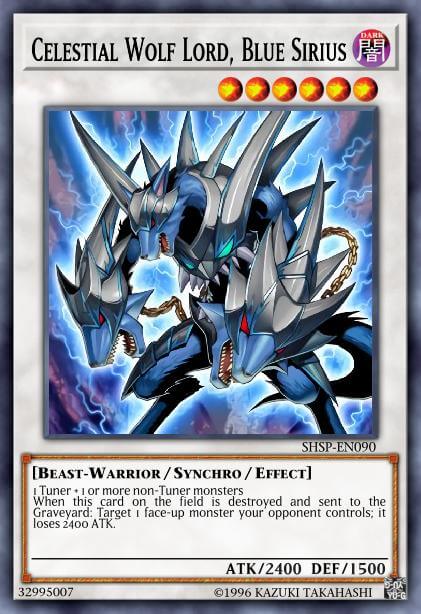 CELESTIAL WOLF LORD, BLUE SIRIUS
DARK
闇
SHSP-EN090
[BEAST-WARRIOR / SYNCHRO / EFFECT]
1 Tuner + 1 or more non-Tuner monsters
When this card on the field is destroyed and sent to the
Graveyard: Target 1 face-up monster your opponent controls; it
loses 2400 ATK.
ATK/2400 DEF/1500
32995007
©1996 KAZUKI TAKAHASHI